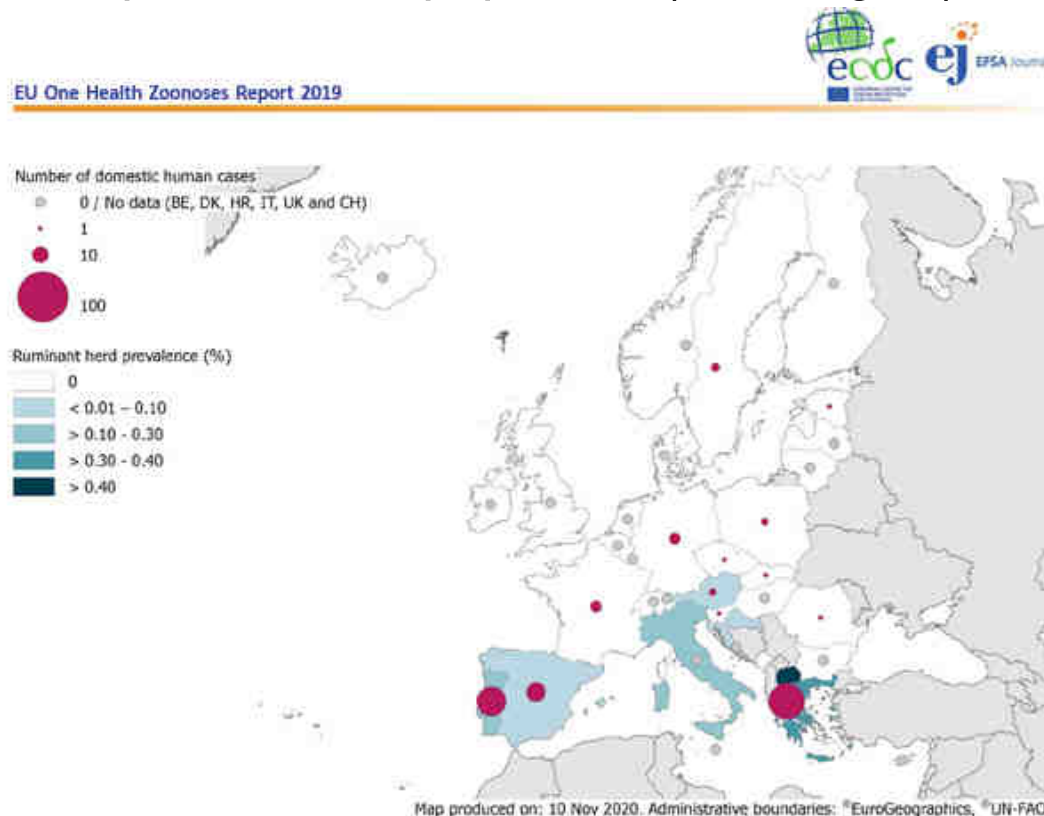 ecdc
ej EFSA Journal
EU One Health Zoonoses Report 2019
Number of domestic human cases
0 / No data (BE, DK, HR, IT, UK and CH)
1
10
100
Ruminant herd prevalence (%)
0
< 0.01 – 0.10
> 0.10 - 0.30
> 0.30 - 0.40
> 0.40
Map produced on: 10 Nov 2020. Administrative boundaries: ©EuroGeographics, ©UN-FAO